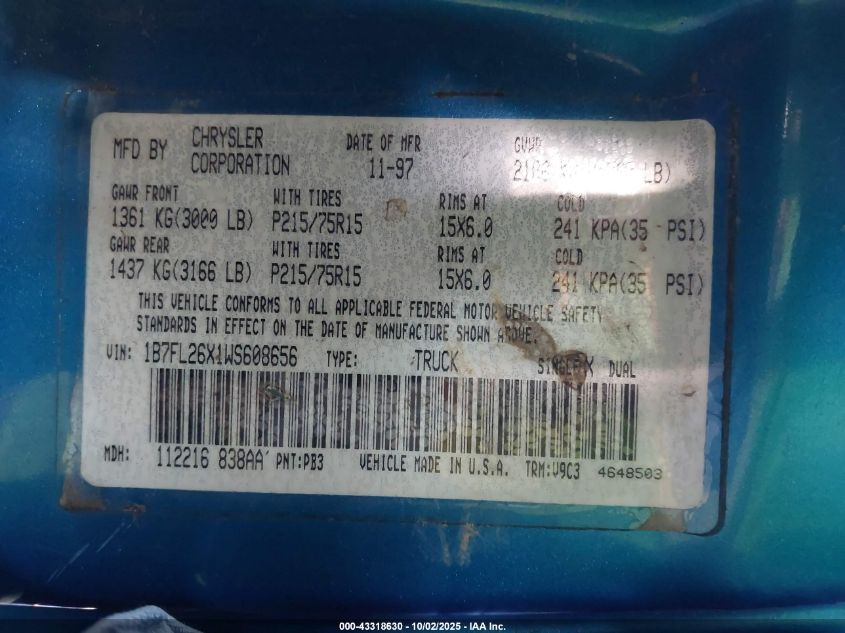 MFD BY CHRYSLER CORPORATION DATE OF MFR 11-97 GVWR LB)
GAWR FRONT WITH TIRES RIMS AT COLD
1361 KG(3000 LB) P215/75R15 15X6.0 241 KPA(35 PSI)
GAWR REAR WITH TIRES RIMS AT COLD
1437 KG(3166 LB) P215/75R15 15X6.0 241 KPA(35 PSI)
THIS VEHICLE CONFORMS TO ALL APPLICABLE FEDERAL MOTOR VEHICLE SAFETY
STANDARDS IN EFFECT ON THE DATE OF MANUFACTURE SHOWN ABOVE.
VIN: 1B7FL26X1WS608656 TYPE: TRUCK SINGLE X DUAL
MDH: 112216 838AA PNT:PB3 VEHICLE MADE IN U.S.A. TRM:V9C3 4648503
000-43318630 - 10/02/2025 - IAA Inc.